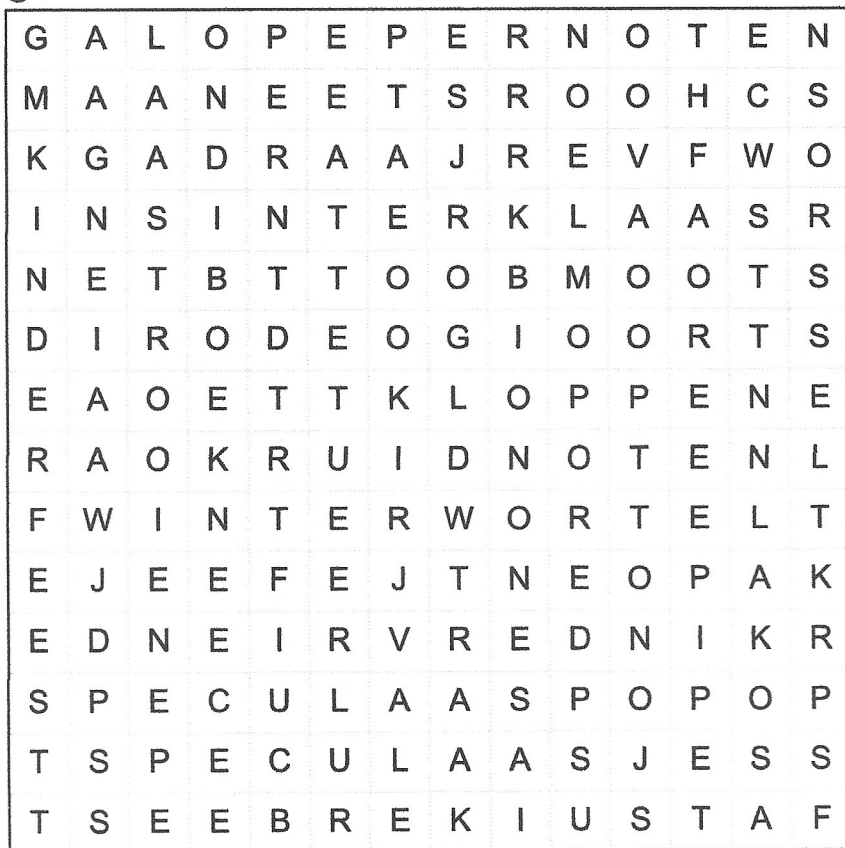 G A L O P E P E R N O T E N
M A A N E E T S R O O H C S
K G A D R A A J R E V F W O
I N S I N T E R K L A A S R
N E T B T T O O B M O O T S
D I R O D E O G I O O R T S
E A O E T T K L O P P E N E
R A O K R U I D N O T E N L
F W I N T E R W O R T E L T
E J E E F E J T N E O P A K
E D N E I R V R E D N I K R
S P E C U L A A S P O P O P
T S P E C U L A A S J E S S
T S E E B R E K I U S T A F